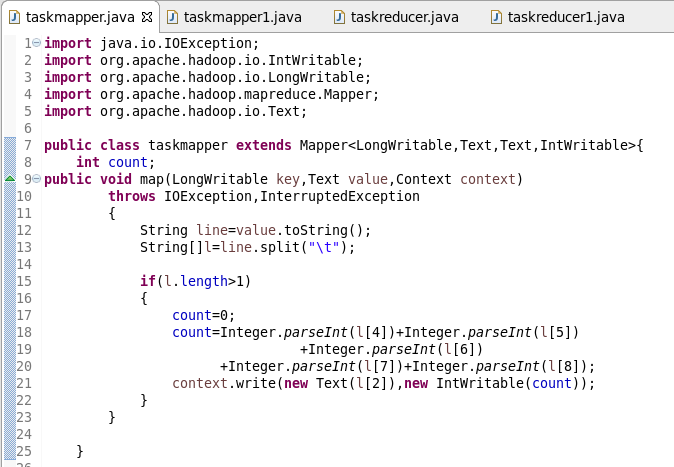 taskmapper.java taskmapper1.java taskreducer.java taskreducer1.java
1 import java.io.IOException;
2 import org.apache.hadoop.io.IntWritable;
3 import org.apache.hadoop.io.LongWritable;
4 import org.apache.hadoop.mapreduce.Mapper;
5 import org.apache.hadoop.io.Text;
6
7 public class taskmapper extends Mapper<LongWritable,Text,Text,IntWritable>{
8 int count;
9 public void map(LongWritable key,Text value,Context context)
10 throws IOException,InterruptedException
11 {
12 String line=value.toString();
13 String[]l=line.split("\t");
14
15 if(l.length>1)
16 {
17 count=0;
18 count=Integer.parseInt(l[4])+Integer.parseInt(l[5])
19 +Integer.parseInt(l[6])
20 +Integer.parseInt(l[7])+Integer.parseInt(l[8]);
21 context.write(new Text(l[2]),new IntWritable(count));
22 }
23 }
24
25 }